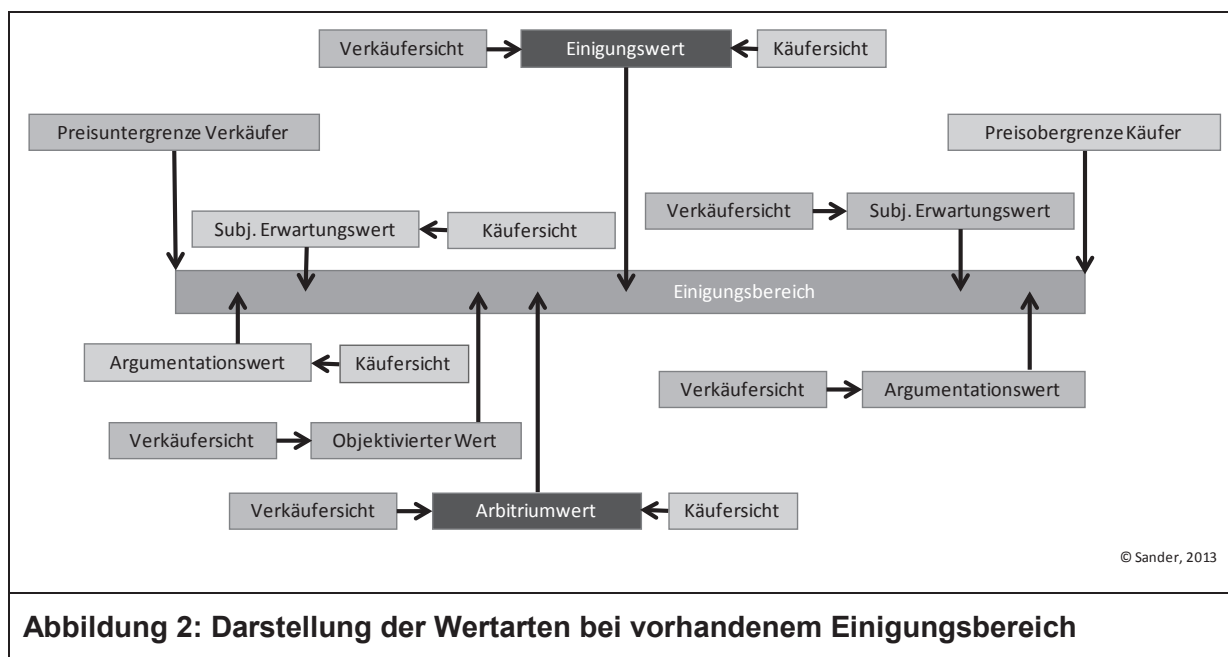 Verkäufersicht Einigungswert Käufersicht
Preisuntergrenze Verkäufer Preisobergrenze Käufer
Verkäufersicht Subj. Erwartungswert
Subj. Erwartungswert Käufersicht
Einigungsbereich
Argumentationswert Käufersicht
Verkäufersicht Argumentationswert
Verkäufersicht Objektivierter Wert
Verkäufersicht Arbitriumwert Käufersicht
© Sander, 2013
Abbildung 2: Darstellung der Wertarten bei vorhandenem Einigungsbereich